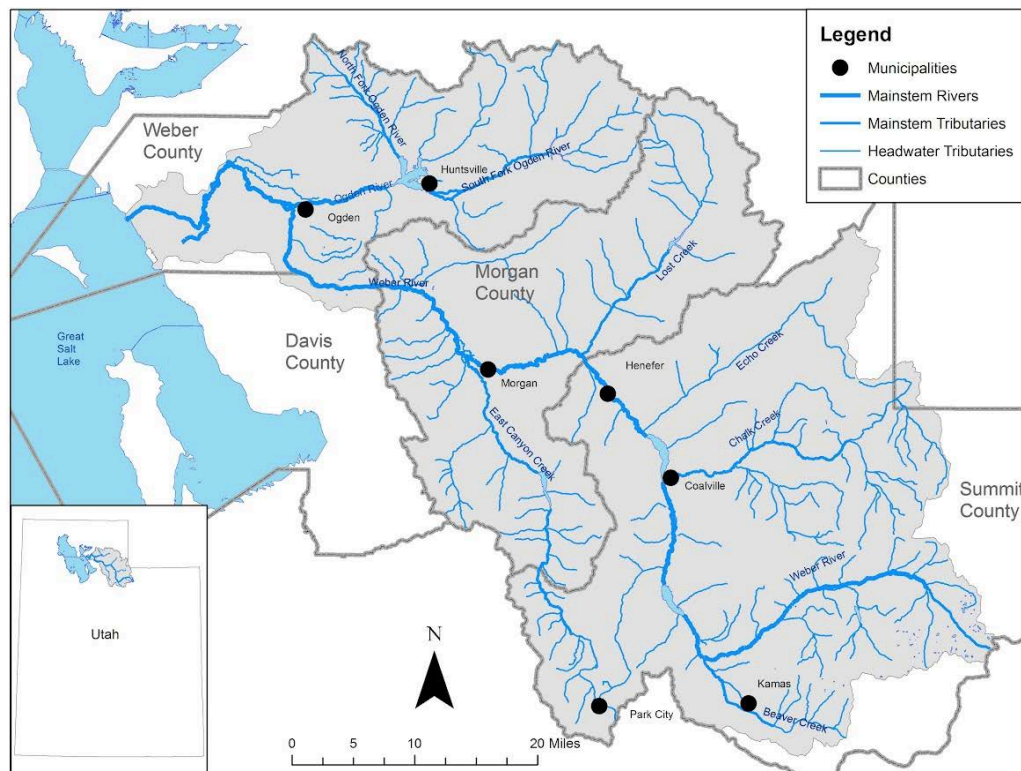 Legend
Municipalities
Mainstem Rivers
Mainstem Tributaries
Headwater Tributaries
Counties
Weber
County
North Fork Ogden River
Huntsville
South Fork Ogden River
Ogden River
Ogden
Morgan
County
Lost Creek
Weber River
Great
Salt
Lake
Davis
County
Henefer
Echo Creek
Morgan
Chalk Creek
East Canyon Creek
Coalville
Summit
County
Weber River
Utah
N
Kamas
Park City
Beaver Creek
0 5 10 20 Miles